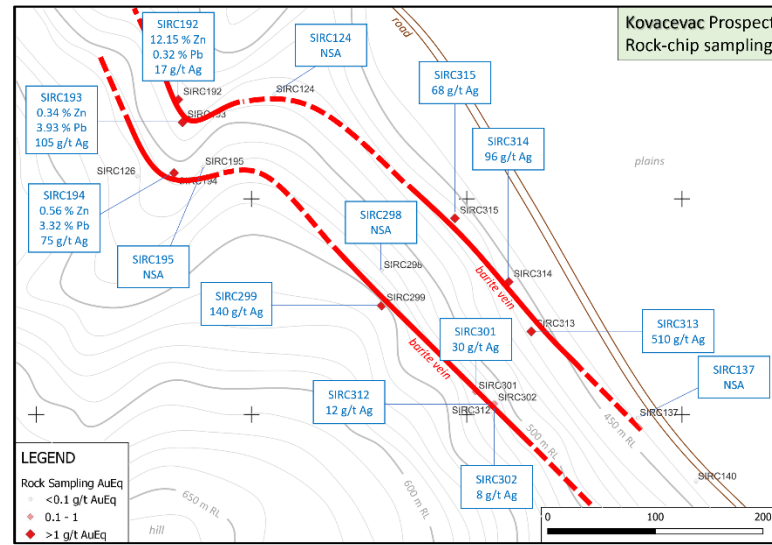 Kovacevac Prospect
Rock-chip sampling
SIRC192
12.15 % Zn
0.32 % Pb
17 g/t Ag
SIRC124
NSA
road
SIRC315
68 g/t Ag
SIRC193
0.34 % Zn
3.93 % Pb
105 g/t Ag
SIRC192
SIRC124
SIRC193
SIRC314
96 g/t Ag
plains
SIRC126
SIRC195
SIRC194
SIRC194
0.56 % Zn
3.32 % Pb
75 g/t Ag
SIRC315
SIRC298
NSA
SIRC195
NSA
SIRC298
SIRC314
barite vein
SIRC299
140 g/t Ag
SIRC299
SIRC313
SIRC313
510 g/t Ag
barite vein
SIRC301
30 g/t Ag
SIRC137
NSA
SIRC301
SIRC302
SIRC312
SIRC312
12 g/t Ag
SIRC137
450 m RL
500 m RL
SIRC302
8 g/t Ag
SIRC140
600 m RL
650 m RL
hill
LEGEND
Rock Sampling AuEq
<0.1 g/t AuEq
0.1 - 1
>1 g/t AuEq
0 100 200